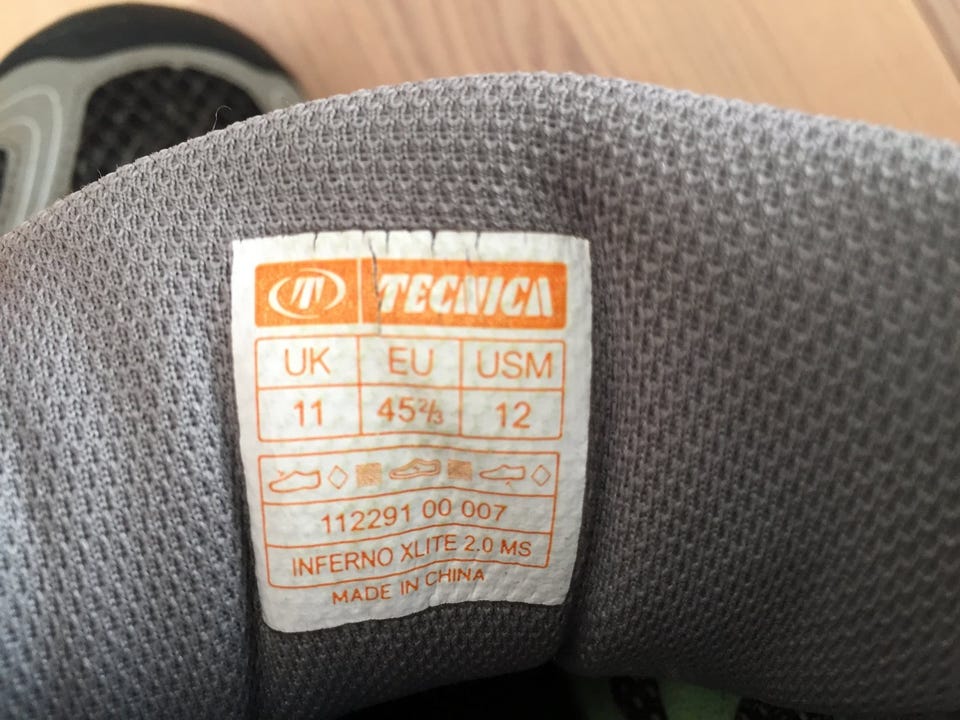 T TECNICA
UK EU USM
11 45⅔ 12
112291 00 007
INFERNO XLITE 2.0 MS
MADE IN CHINA